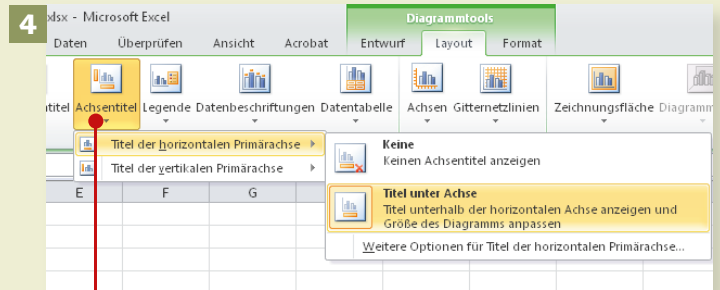 4
xlsx - Microsoft Excel
Diagrammtools
Daten Überprüfen Ansicht Acrobat Entwurf Layout Format
Achsentitel Legende Datenbeschriftungen Datentabelle Achsen Gitternetzlinien Zeichnungsfläche
Titel der horizontalen Primärachse
Titel der vertikalen Primärachse
Keine
Keinen Achsentitel anzeigen
Titel unter Achse
Titel unterhalb der horizontalen Achse anzeigen und
Größe des Diagramms anpassen
Weitere Optionen für Titel der horizontalen Primärachse...
E F G